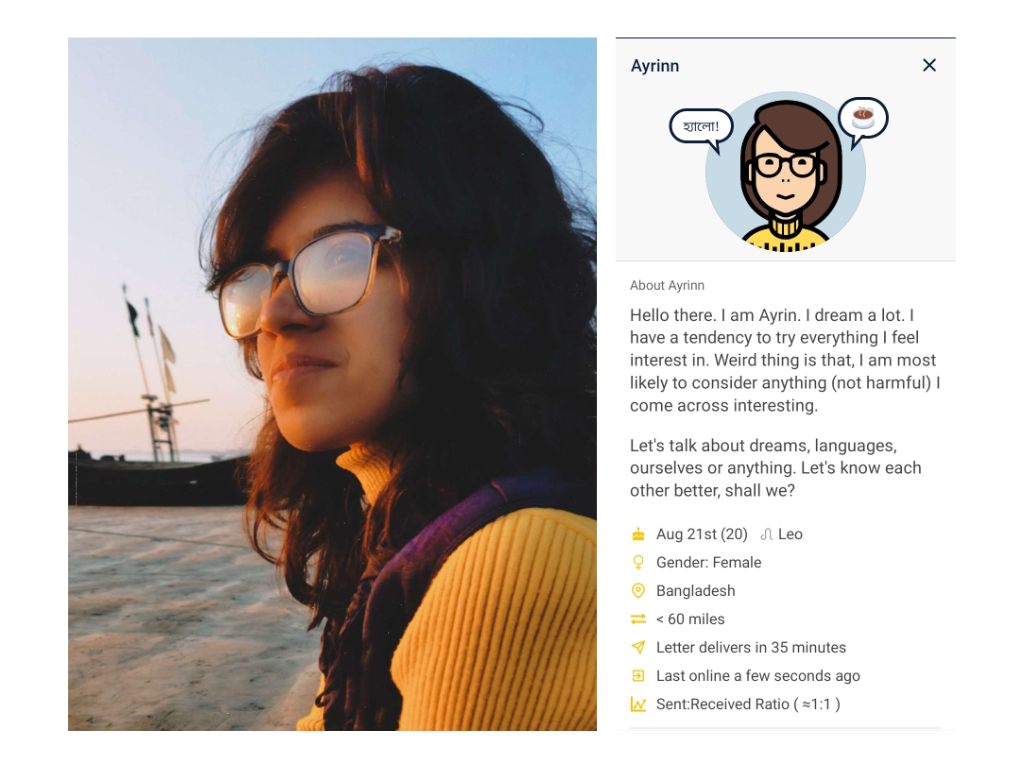 Ayrinn
হ্যালো!
About Ayrinn
Hello there. I am Ayrin. I dream a lot. I
have a tendency to try everything I feel
interest in. Weird thing is that, I am most
likely to consider anything (not harmful) I
come across interesting.
Let's talk about dreams, languages,
ourselves or anything. Let's know each
other better, shall we?
Aug 21st (20) Leo
Gender: Female
Bangladesh
< 60 miles
Letter delivers in 35 minutes
Last online a few seconds ago
Sent:Received Ratio ( ≈1:1 )